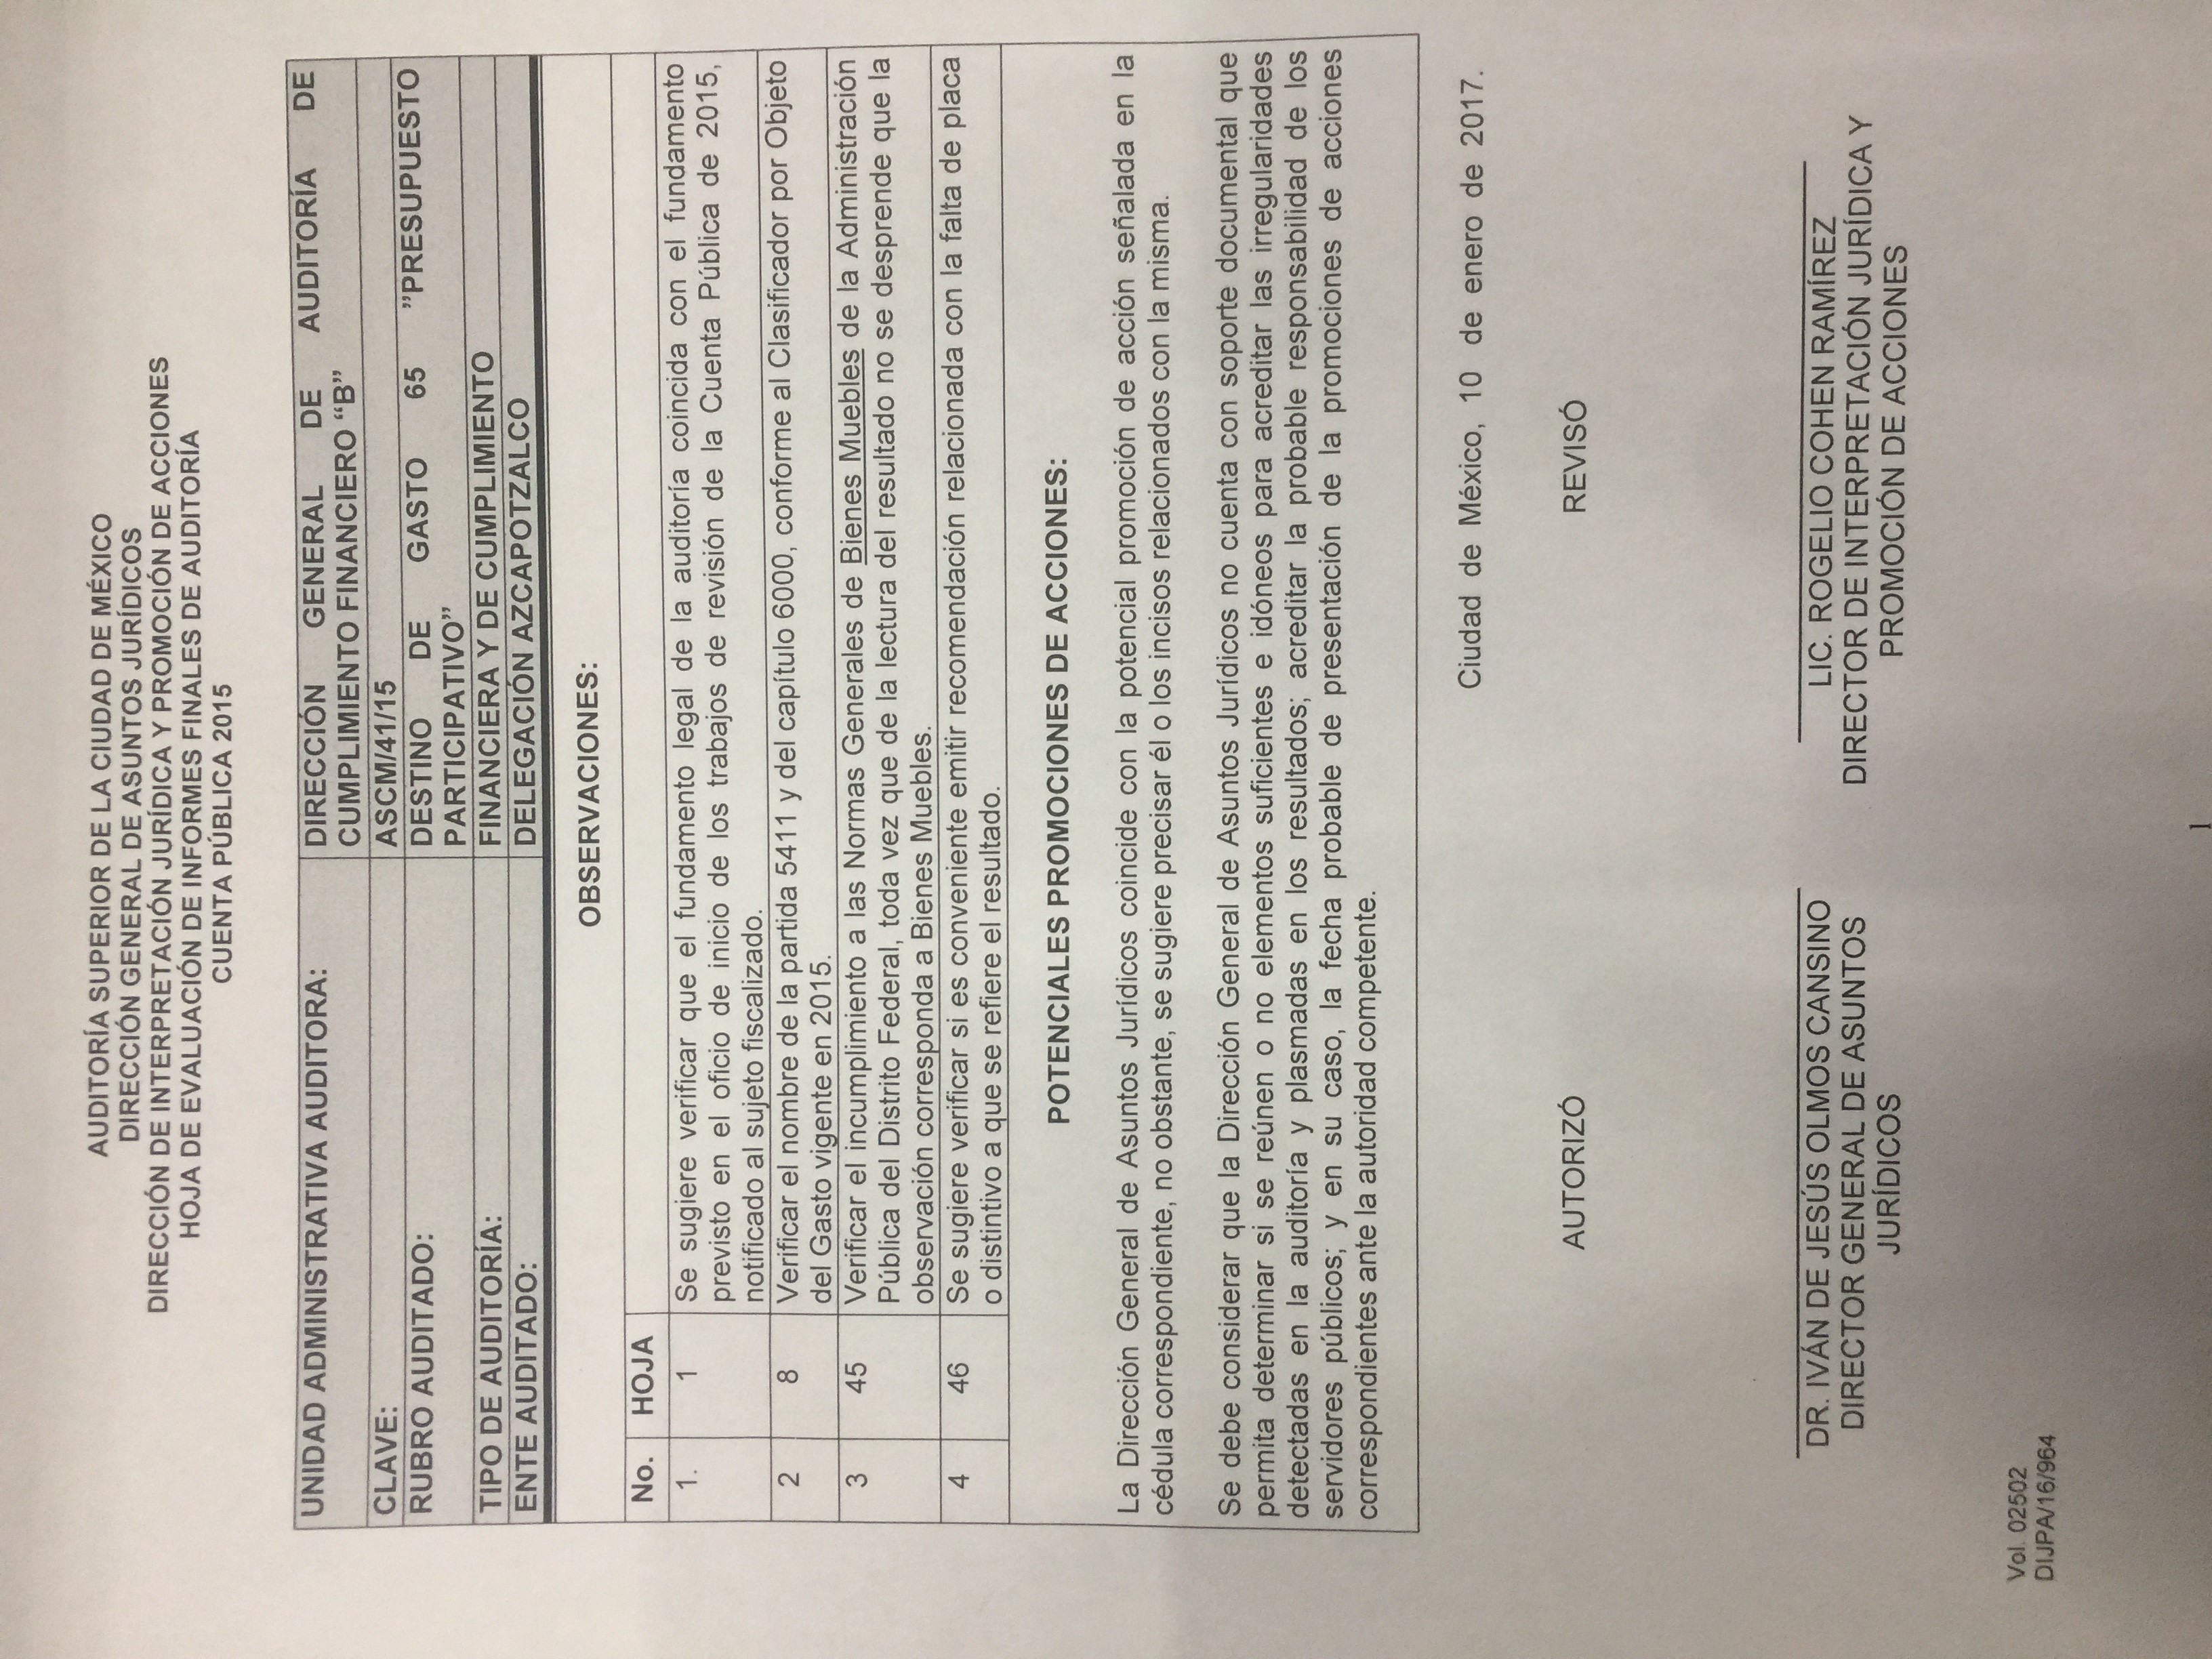 AUDITORÍA SUPERIOR DE LA CIUDAD DE MÉXICO
DIRECCIÓN GENERAL DE ASUNTOS JURÍDICOS
DIRECCIÓN DE INTERPRETACIÓN JURÍDICA Y PROMOCIÓN DE ACCIONES
HOJA DE EVALUACIÓN DE INFORMES FINALES DE AUDITORÍA
CUENTA PÚBLICA 2015
UNIDAD ADMINISTRATIVA AUDITORA: DIRECCIÓN GENERAL DE AUDITORÍA DE
CUMPLIMIENTO FINANCIERO “B”
CLAVE: ASCM/41/15
RUBRO AUDITADO: DESTINO DE GASTO 65 ”PRESUPUESTO
PARTICIPATIVO”
TIPO DE AUDITORÍA: FINANCIERA Y DE CUMPLIMIENTO
ENTE AUDITADO: DELEGACIÓN AZCAPOTZALCO
OBSERVACIONES:
No. HOJA
1. 1 Se sugiere verificar que el fundamento legal de la auditoría coincida con el fundamento
previsto en el oficio de inicio de los trabajos de revisión de la Cuenta Pública de 2015,
notificado al sujeto fiscalizado.
2 8 Verificar el nombre de la partida 5411 y del capítulo 6000, conforme al Clasificador por Objeto
del Gasto vigente en 2015.
3 45 Verificar el incumplimiento a las Normas Generales de Bienes Muebles de la Administración
Pública del Distrito Federal, toda vez que de la lectura del resultado no se desprende que la
observación corresponda a Bienes Muebles.
4 46 Se sugiere verificar si es conveniente emitir recomendación relacionada con la falta de placa
o distintivo a que se refiere el resultado.
POTENCIALES PROMOCIONES DE ACCIONES:
La Dirección General de Asuntos Jurídicos coincide con la potencial promoción de acción señalada en la
cédula correspondiente, no obstante, se sugiere precisar él o los incisos relacionados con la misma.
Se debe considerar que la Dirección General de Asuntos Jurídicos no cuenta con soporte documental que
permita determinar si se reúnen o no elementos suficientes e idóneos para acreditar las irregularidades
detectadas en la auditoría y plasmadas en los resultados; acreditar la probable responsabilidad de los
servidores públicos; y en su caso, la fecha probable de presentación de la promociones de acciones
correspondientes ante la autoridad competente.
Ciudad de México, 10 de enero de 2017.
AUTORIZÓ
DR. IVÁN DE JESÚS OLMOS CANSINO
DIRECTOR GENERAL DE ASUNTOS
JURÍDICOS
REVISÓ
LIC. ROGELIO COHEN RAMÍREZ
DIRECTOR DE INTERPRETACIÓN JURÍDICA Y
PROMOCIÓN DE ACCIONES
Vol. 02502
DIJPA/16/964
1